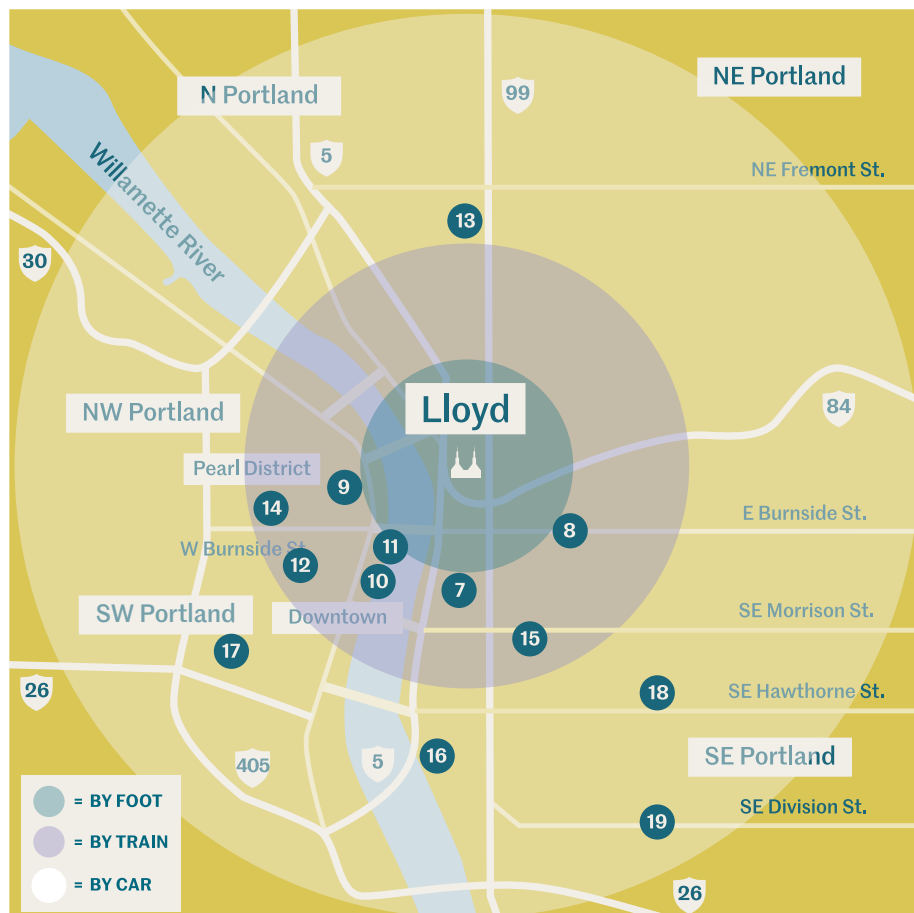 NE Portland
N Portland
99
5
NE Fremont St.
Willamette River
13
30
Lloyd
NW Portland
84
Pearl District
9
14
E Burnside St.
8
W Burnside St.
11
12
10
7
SW Portland
Downtown
SE Morrison St.
15
17
26
18
SE Hawthorne St.
16
5
405
SE Portland
SE Division St.
19
= BY FOOT
= BY TRAIN
= BY CAR
26